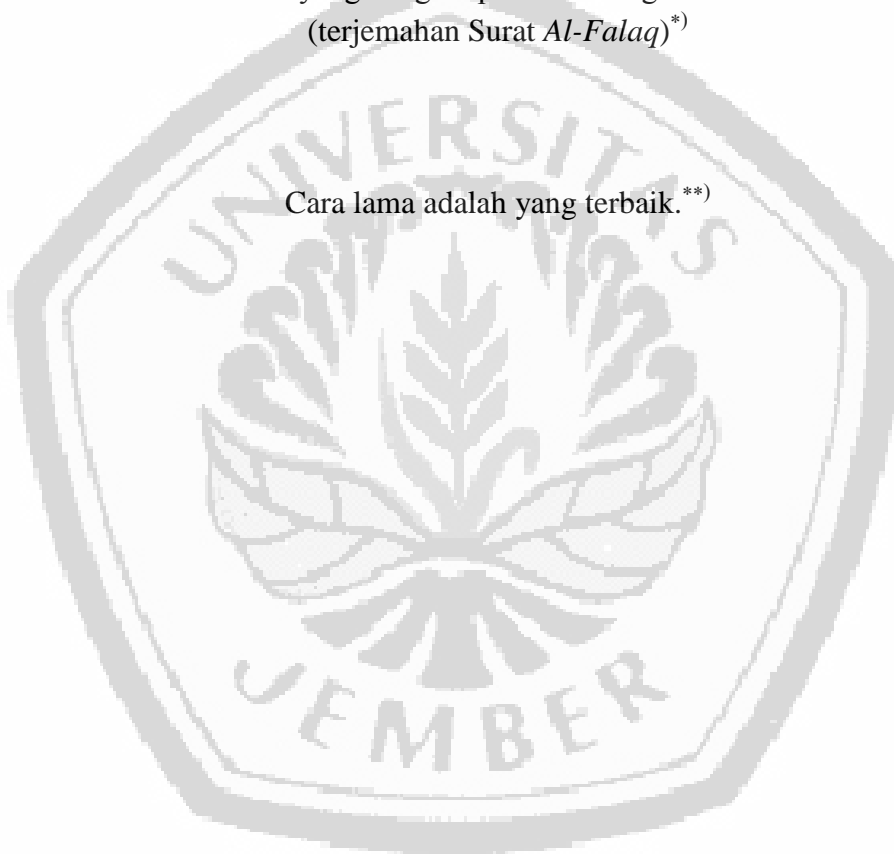 (terjemahan Surat Al-Falaq)*)
Cara lama adalah yang terbaik.**)
UNIVERSITAS
JEMBER